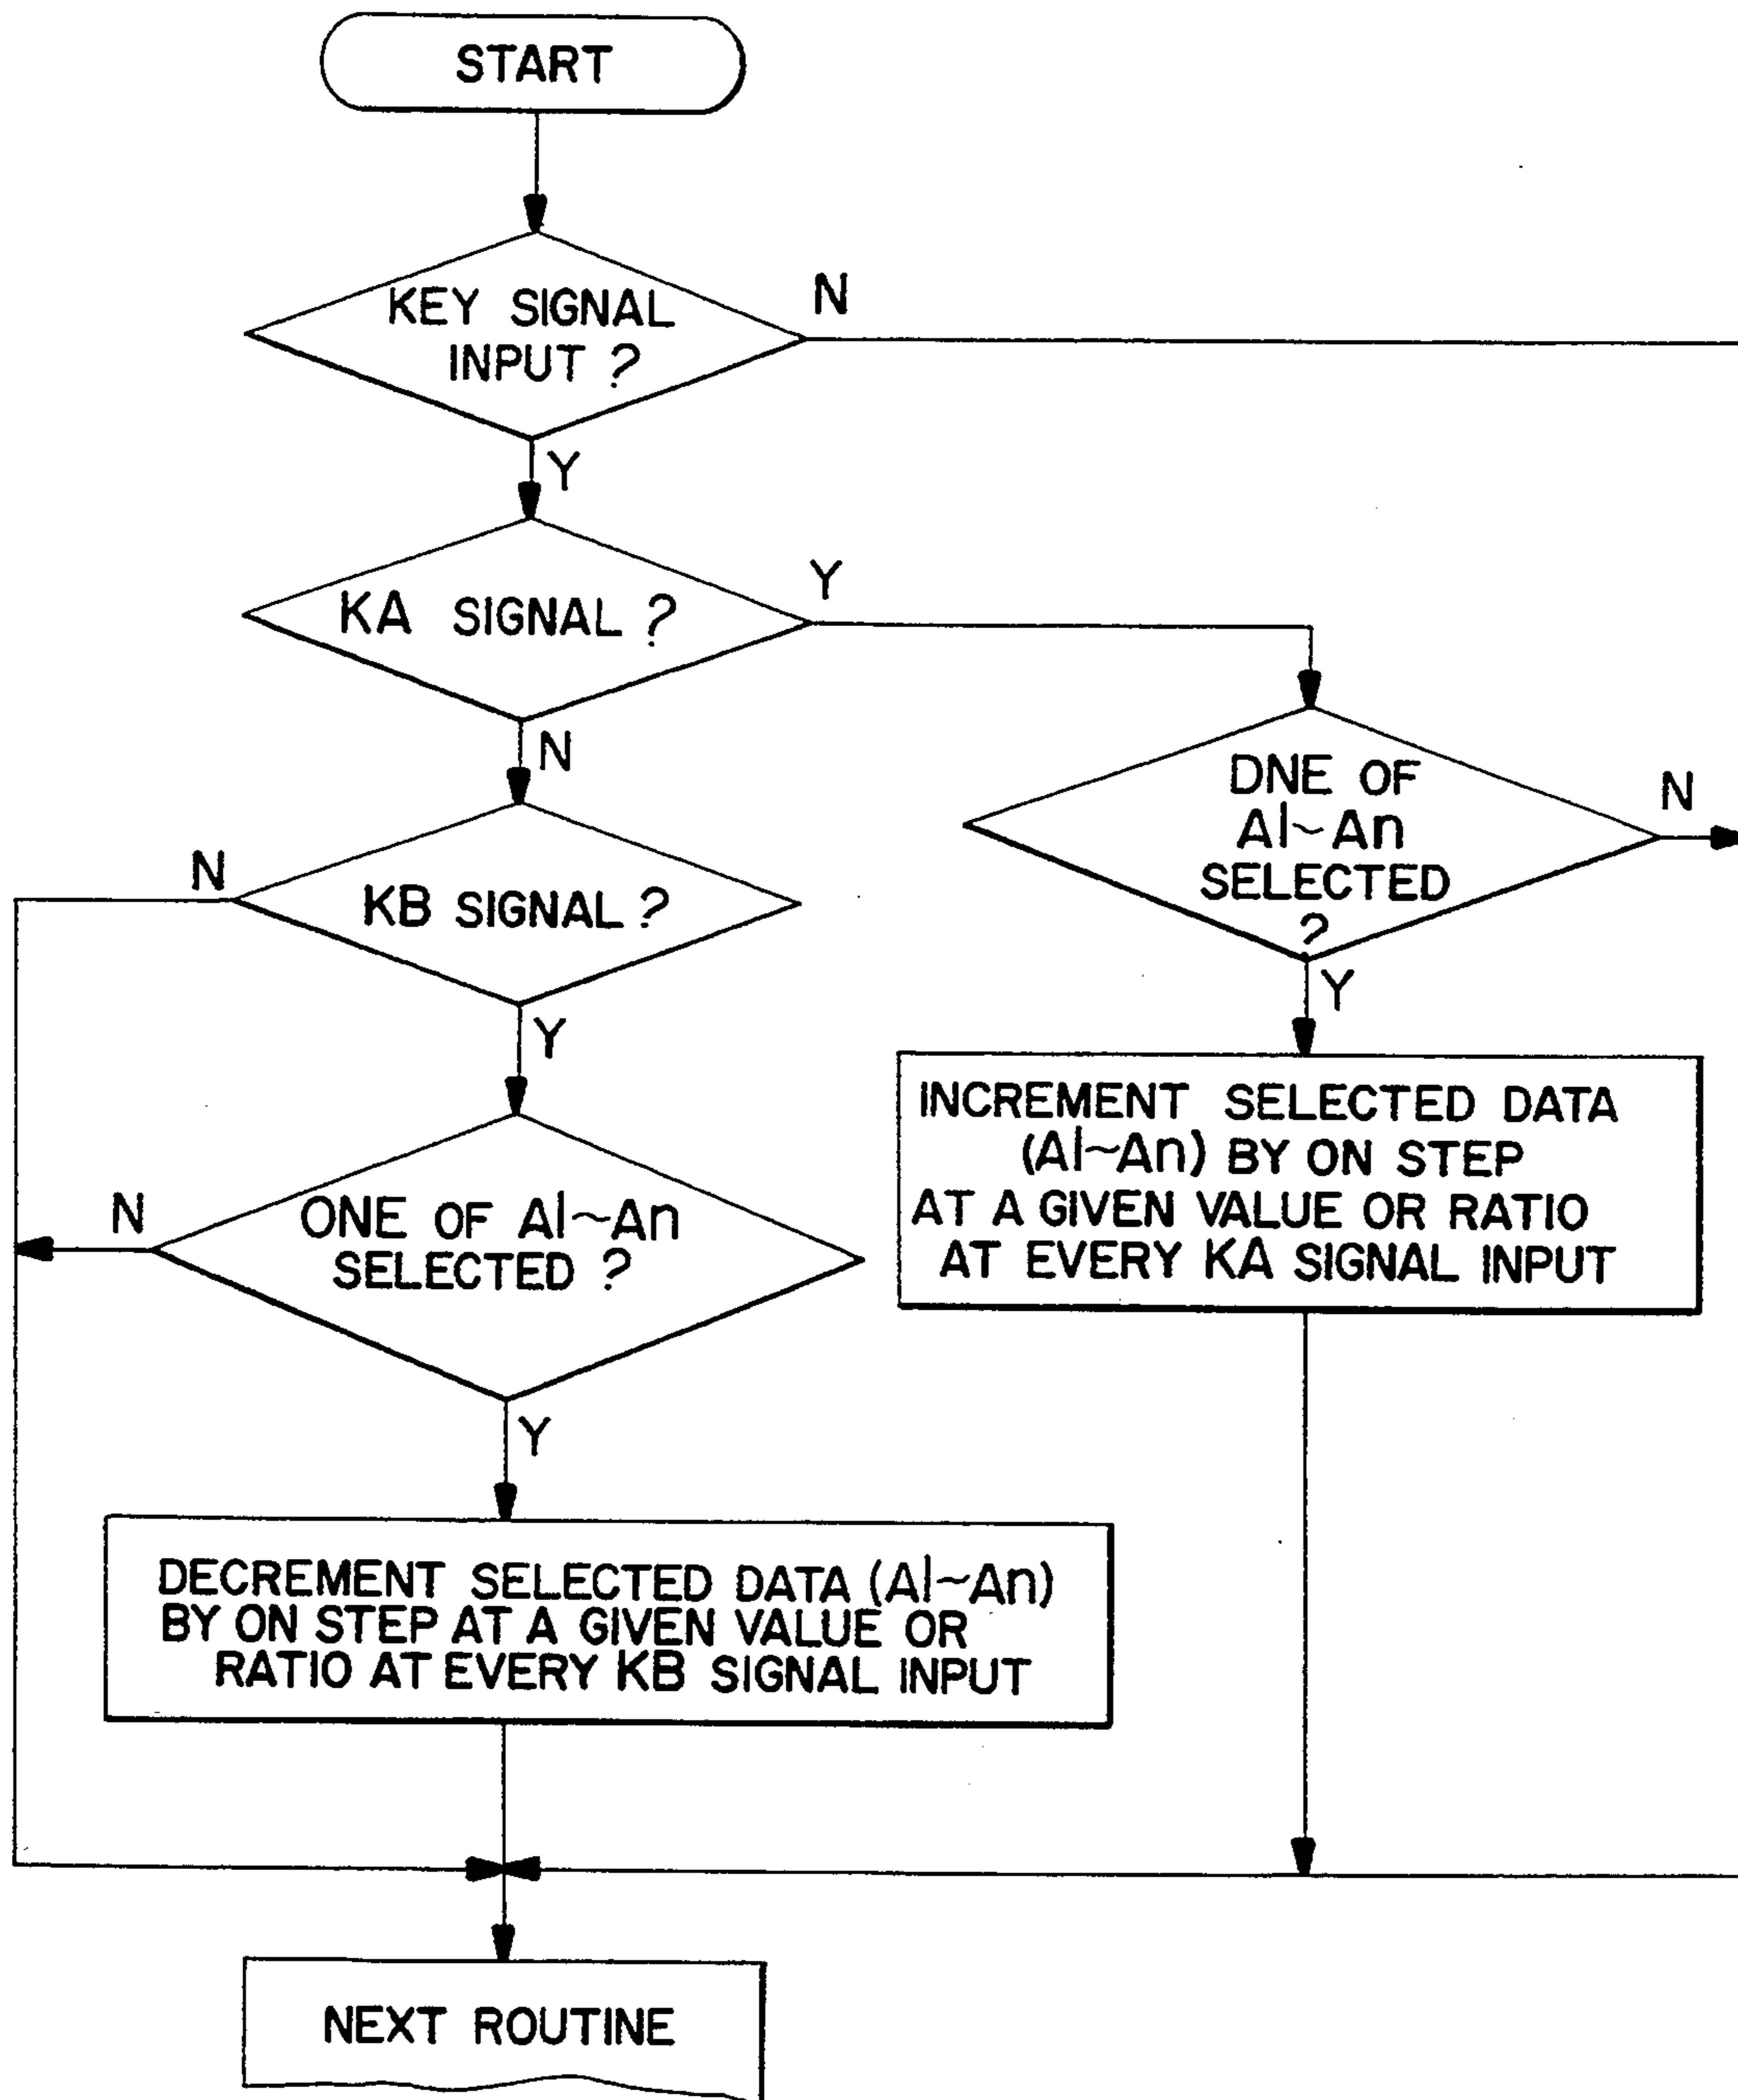 START
KEY SIGNAL
INPUT ?
N
Y
KA SIGNAL ?
Y
N
DNE OF
Al~An
SELECTED
?
N
Y
KB SIGNAL ?
N
Y
INCREMENT SELECTED DATA
(Al~An) BY ON STEP
AT A GIVEN VALUE OR RATIO
AT EVERY KA SIGNAL INPUT
ONE OF Al~An
SELECTED ?
N
Y
DECREMENT SELECTED DATA (Al~An)
BY ON STEP AT A GIVEN VALUE OR
RATIO AT EVERY KB SIGNAL INPUT
NEXT ROUTINE